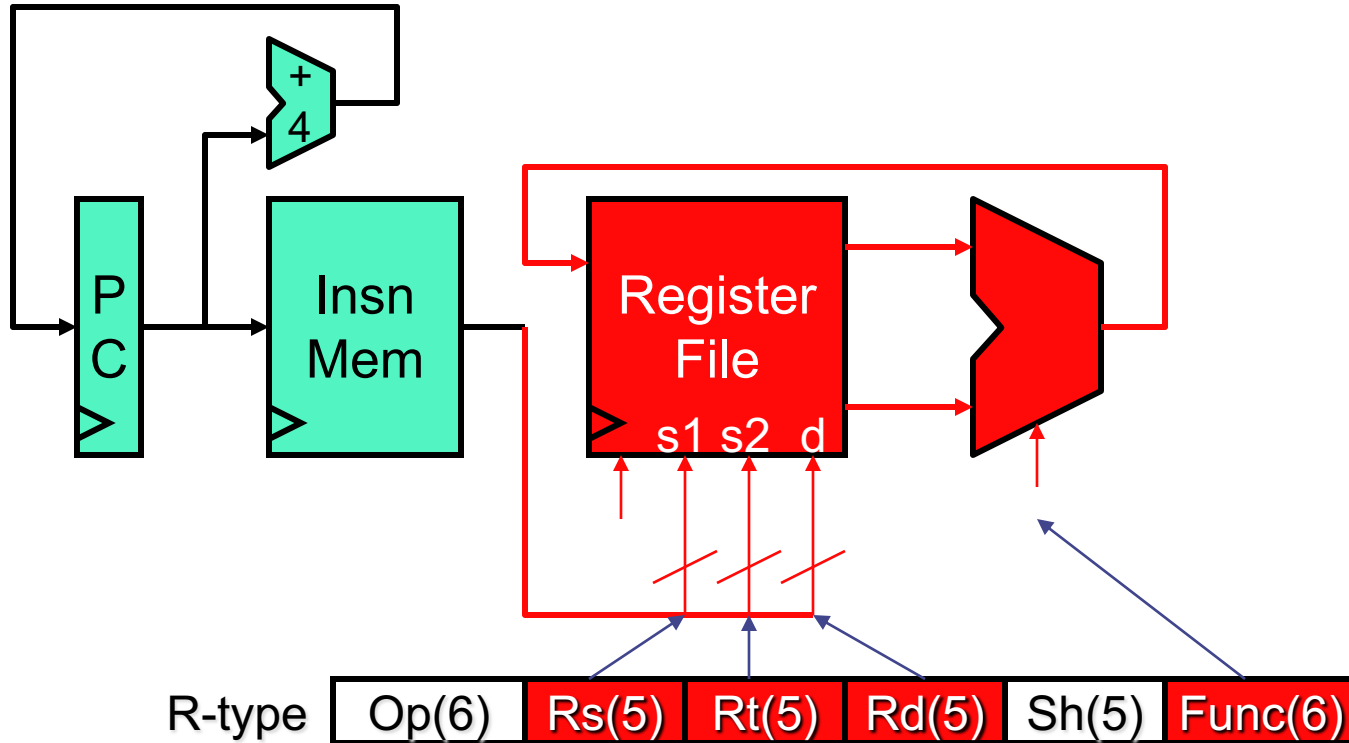 +
4
P
C
Insn
Mem
Register
File
s1 s2 d
R-type Op(6) Rs(5) Rt(5) Rd(5) Sh(5) Func(6)